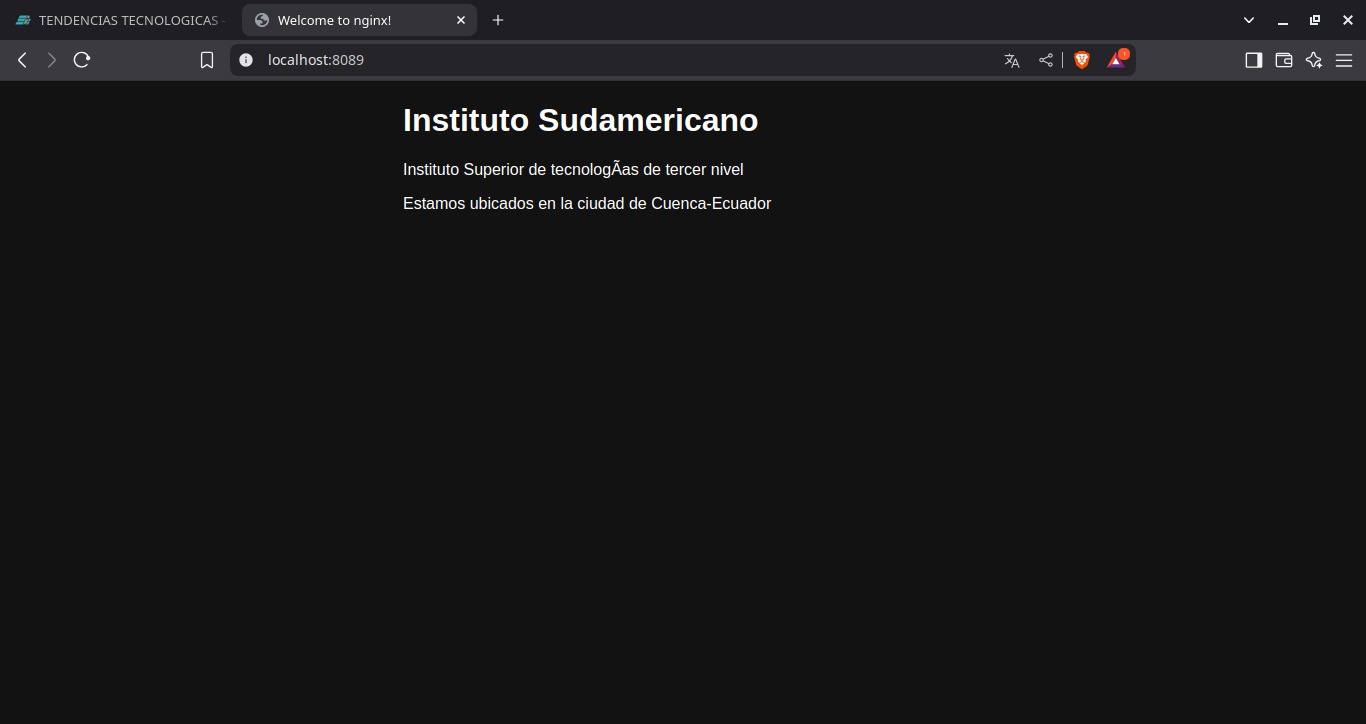 TENDENCIAS TECNOLOGICAS -
Welcome to nginx!
localhost:8089
Instituto Sudamericano
Instituto Superior de tecnologÃas de tercer nivel
Estamos ubicados en la ciudad de Cuenca-Ecuador